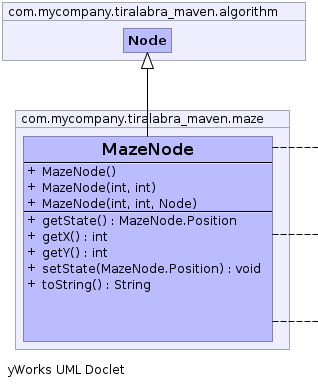 com.mycompany.tiralabra_maven.algorithm
Node
com.mycompany.tiralabra_maven.maze
MazeNode
+ MazeNode()
+ MazeNode(int, int)
+ MazeNode(int, int, Node)
+ getState() : MazeNode.Position
+ getX() : int
+ getY() : int
+ setState(MazeNode.Position) : void
+ toString() : String
yWorks UML Doclet